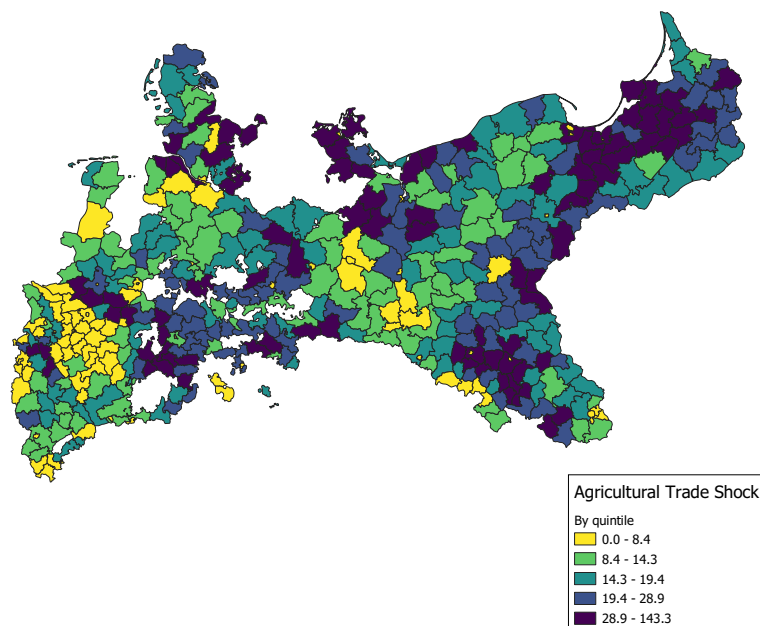 Agricultural Trade Shock
By quintile
0.0 - 8.4
8.4 - 14.3
14.3 - 19.4
19.4 - 28.9
28.9 - 143.3